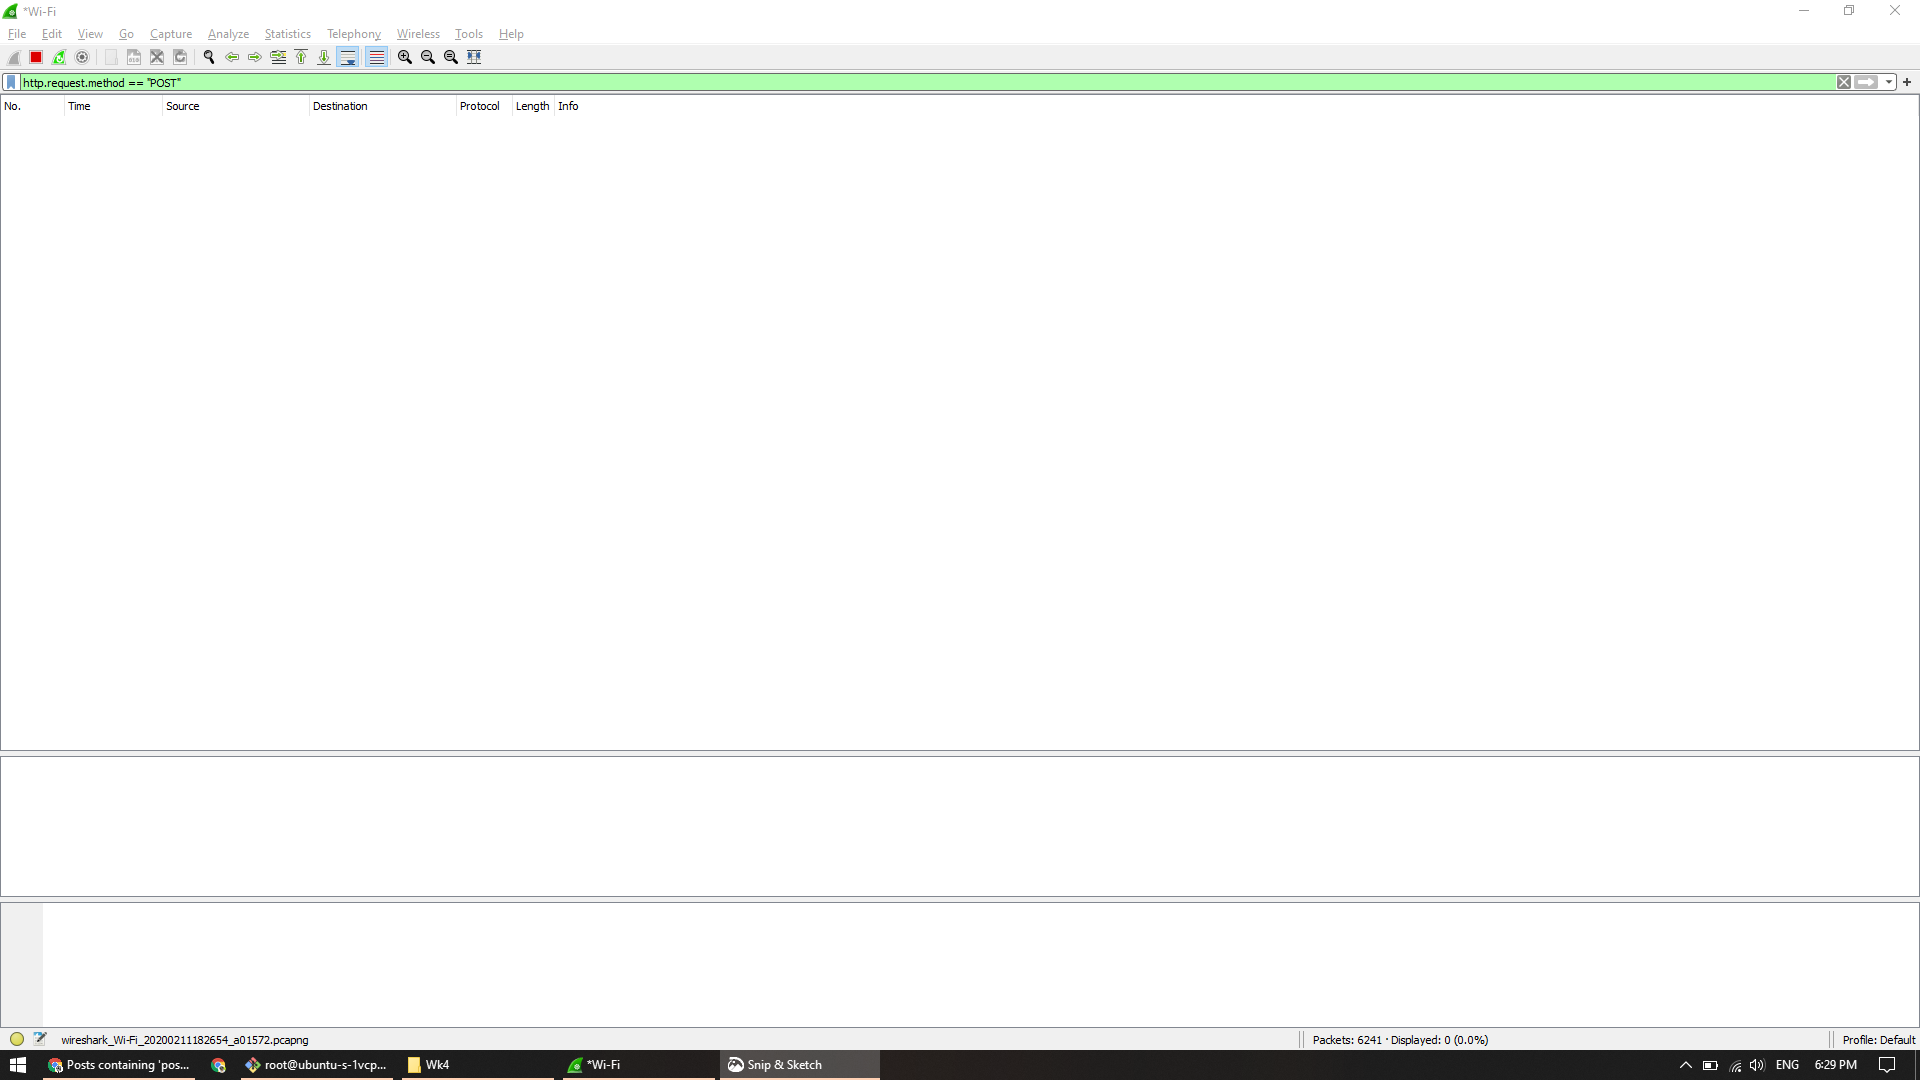 *Wi-Fi
File Edit View Go Capture Analyze Statistics Telephony Wireless Tools Help
http.request.method == "POST"
No. Time Source Destination Protocol Length Info
wireshark_Wi-Fi_20200211182654_a01572.pcapng Packets: 6241 · Displayed: 0 (0.0%) Profile: Default
Posts containing 'pos... root@ubuntu-s-1vcp... Wk4 *Wi-Fi Snip & Sketch ENG 6:29 PM